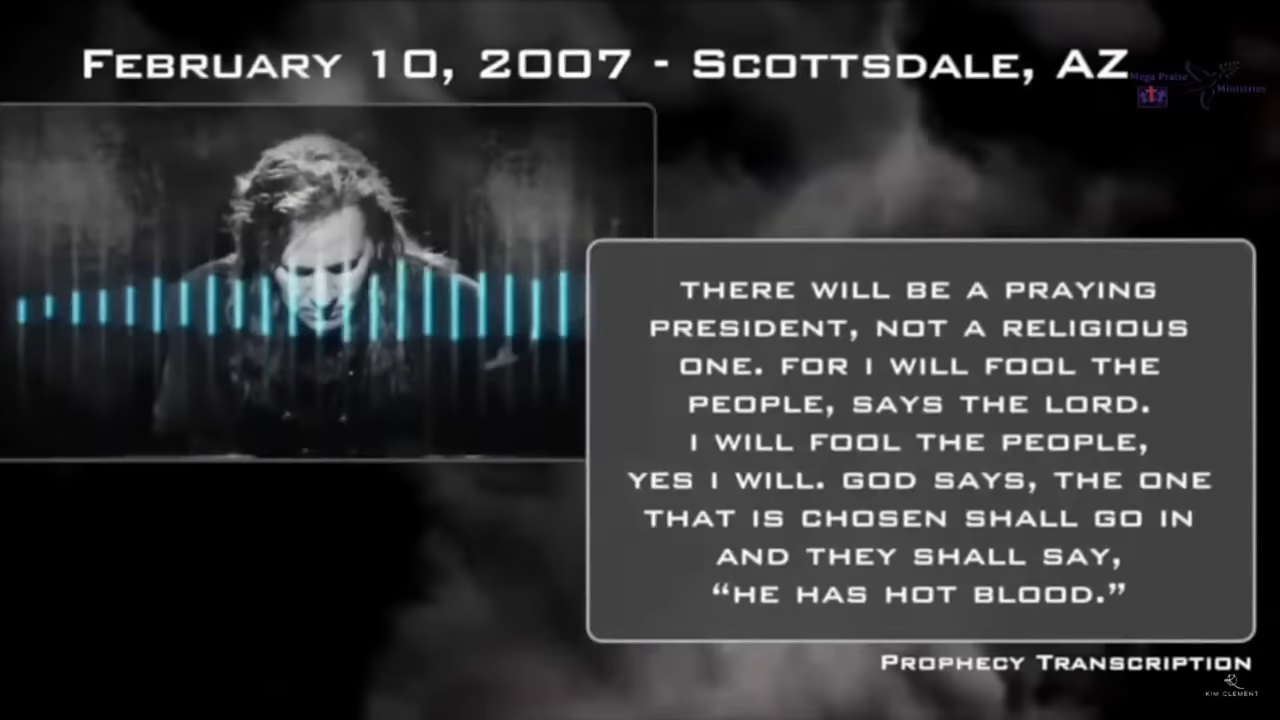 FEBRUARY 10, 2007 - SCOTTSDALE, AZ
Mega Praise
Ministries
THERE WILL BE A PRAYING
PRESIDENT, NOT A RELIGIOUS
ONE. FOR I WILL FOOL THE
PEOPLE, SAYS THE LORD.
I WILL FOOL THE PEOPLE,
YES I WILL. GOD SAYS, THE ONE
THAT IS CHOSEN SHALL GO IN
AND THEY SHALL SAY,
“HE HAS HOT BLOOD.”
PROPHECY TRANSCRIPTION
KIM CLEMENT